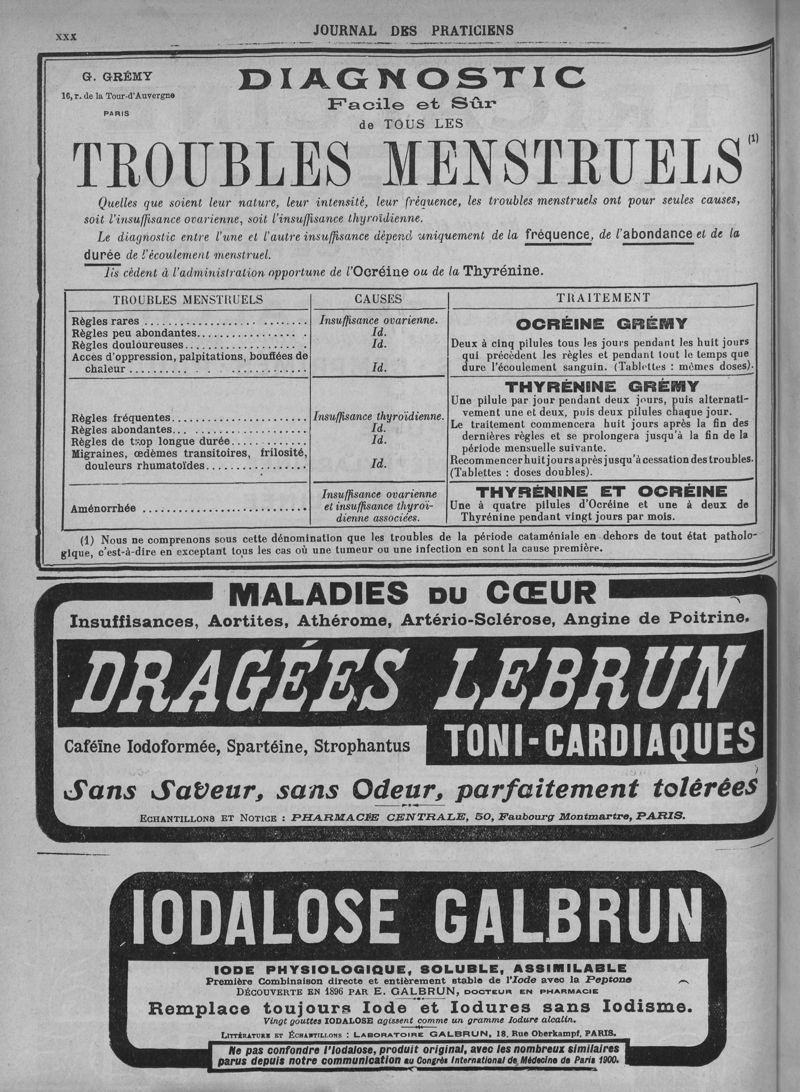 xxx
JOURNAL DES PRATICIENS
G. GRÉMY
16, r. de la Tour-d'Auvergne
PARIS
DIAGNOSTIC
Facile et Sûr
de TOUS LES
TROUBLES MENSTRUELS (1)
Quelles que soient leur nature, leur intensité, leur fréquence, les troubles menstruels ont pour seules causes,
soit l'insuffisance ovarienne, soit l'insuffisance thyroïdienne.
Le diagnostic entre l'une et l'autre insuffisance dépend uniquement de la fréquence, de l'abondance et de la
durée de l'écoulement menstruel.
Ils cèdent à l'administration opportune de l'Ocréine ou de la Thyrénine.
TROUBLES MENSTRUELS
CAUSES
TRAITEMENT
Règles rares
Insuffisance ovarienne.
Règles peu abondantes
Id.
Règles douloureuses
Id.
Acces d'oppression, palpitations, bouffées de
chaleur
Id.
OCRÉINE GRÉMY
Deux à cinq pilules tous les jours pendant les huit jours
qui précèdent les règles et pendant tout le temps que
dure l'écoulement sanguin. (Tablettes : mêmes doses).
Règles fréquentes
Insuffisance thyroïdienne.
Règles abondantes
Id.
Règles de trop longue durée
Id.
Migraines, œdèmes transitoires, frilosité,
douleurs rhumatoïdes
Id.
THYRÉNINE GRÉMY
Une pilule par jour pendant deux jours, puis alternati-
vement une et deux, puis deux pilules chaque jour.
Le traitement commencera huit jours après la fin des
dernières règles et se prolongera jusqu'à la fin de la
période mensuelle suivante.
Recommencer huit jours après jusqu'à cessation des troubles.
(Tablettes : doses doubles).
Aménorrhée
Insuffisance ovarienne
et insuffisance thyroï-
dienne associées.
THYRÉNINE ET OCRÉINE
Une à quatre pilules d'Ocréine et une à deux de
Thyrénine pendant vingt jours par mois.
(1) Nous ne comprenons sous cette dénomination que les troubles de la période cataméniale en dehors de tout état patholo-
gique, c'est-à-dire en exceptant tous les cas où une tumeur ou une infection en sont la cause première.
MALADIES DU CŒUR
Insuffisances, Aortites, Athérome, Artério-Sclérose, Angine de Poitrine.
DRAGÉES LEBRUN
Caféïne Iodoformée, Spartéine, Strophantus
TONI-CARDIAQUES
Sans Saveur, sans Odeur, parfaitement tolérées
ECHANTILLONS ET NOTICE : PHARMACIE CENTRALE, 50, Faubourg Montmartre, PARIS.
IODALOSE GALBRUN
IODE PHYSIOLOGIQUE, SOLUBLE, ASSIMILABLE
Première Combinaison directe et entièrement stable de l'Iode avec la Peptone
DÉCOUVERTE EN 1896 PAR E. GALBRUN, DOCTEUR EN PHARMACIE
Remplace toujours Iode et Iodures sans Iodisme.
Vingt gouttes IODALOSE agissent comme un gramme Iodure alcalin.
LITTÉRATURE ET ÉCHANTILLONS : LABORATOIRE GALBRUN, 18, Rue Oberkampf, PARIS.
Ne pas confondre l'Iodalose, produit original, avec les nombreux similaires
parus depuis notre communication au Congrès International de Médecine de Paris 1900.